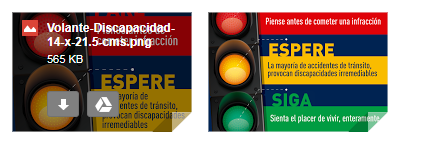 Volante-Discapacidad-
14-x-21.5 cms.png
565 KB
ESPERE
La mayoría de accidentes de tránsito,
provocan discapacidades
irremediables
Piense antes de cometer una infracción
ESPERE
La mayoría de accidentes de tránsito,
provocan discapacidades irremediables
SIGA
Sienta el placer de vivir, enteramente